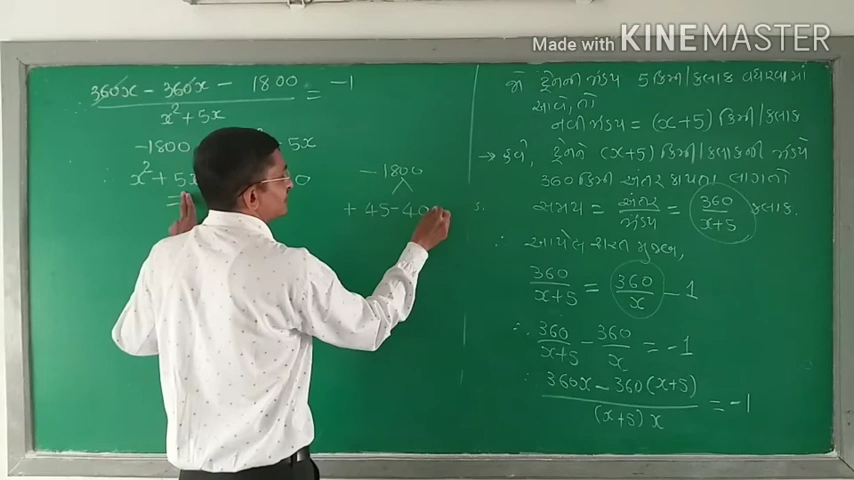 Made with KINEMASTER
360x - 360x - 1800 = -1
x² + 5x
-1800 5x
∴ x² + 5x 0
=
- 1800
+ 45 - 40
જો ટ્રેનની ઝડપ 5 કિમી/કલાક વધારવામાં
આવે, તો
નવી ઝડપ = (x+5) કિમી/કલાક
→ હવે, ટ્રેનને (x+5) કિમી/કલાકની ઝડપે
360 કિમી અંતર કાપતા લાગતો
સમય = અંતર/ઝડપ = 360/x+5 કલાક.
∴ આપેલ શરત મુજબ,
360/x+5 = 360/x - 1
∴ 360/x+5 - 360/x = -1
∴ 360x - 360(x+5) = -1
(x+5) x